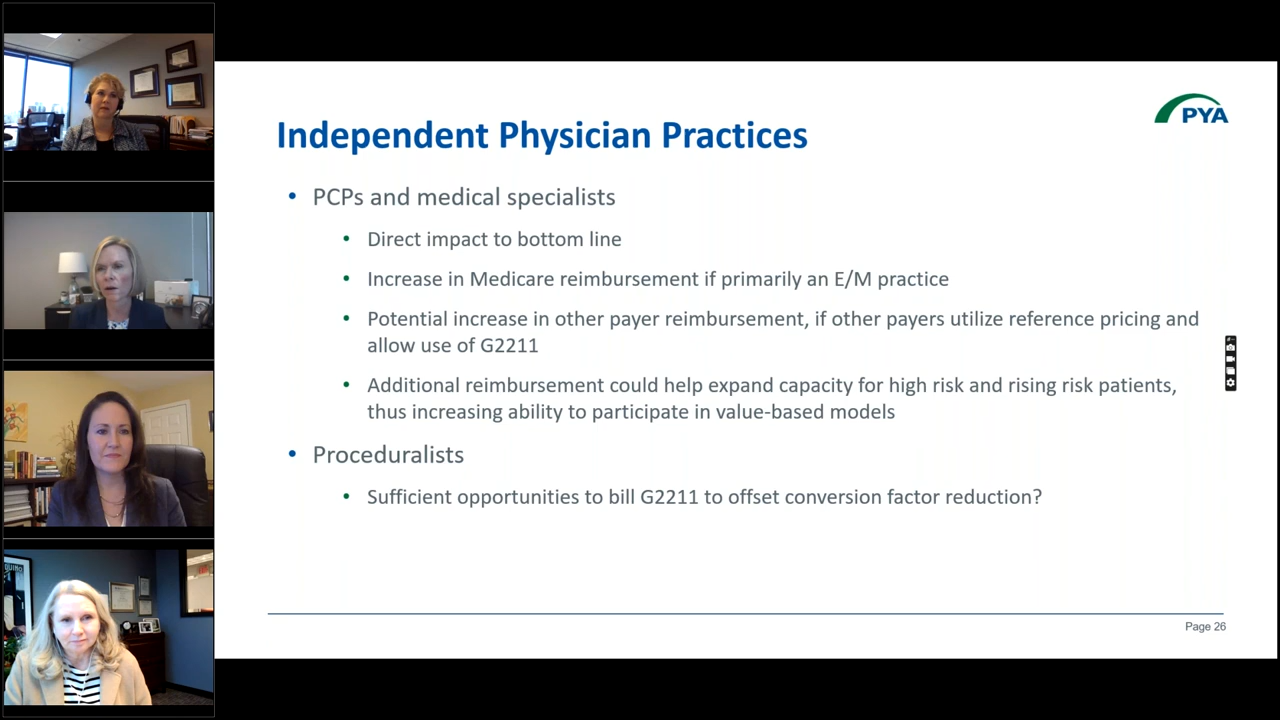 PYA
Independent Physician Practices
• PCPs and medical specialists
• Direct impact to bottom line
• Increase in Medicare reimbursement if primarily an E/M practice
• Potential increase in other payer reimbursement, if other payers utilize reference pricing and
allow use of G2211
• Additional reimbursement could help expand capacity for high risk and rising risk patients,
thus increasing ability to participate in value-based models
• Proceduralists
• Sufficient opportunities to bill G2211 to offset conversion factor reduction?
Page 26